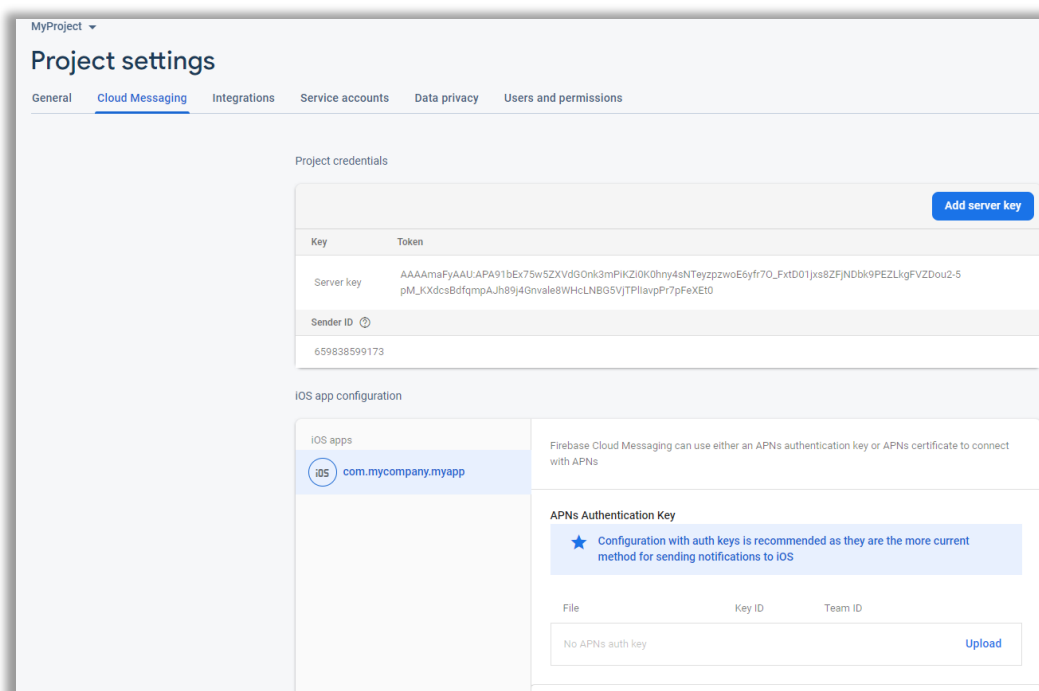 MyProject
Project settings
General Cloud Messaging Integrations Service accounts Data privacy Users and permissions
Project credentials
Add server key
Key Token
Server key
AAAAmaFyAAU:APA91bEx75w5ZXVdGOnk3mPiKZi0K0hny4sNTeyzpzwoE6yfr7O_FxtD01jxs8ZFjNDbk9PEZLkgFVZDou2-5
pM_KXdcsBdfqmpAJh89j4Gnvale8WHcLNBG5VjTPlIavpPr7pFeXEt0
Sender ID ?
659838599173
iOS app configuration
iOS apps
iOS com.mycompany.myapp
Firebase Cloud Messaging can use either an APNs authentication key or APNs certificate to connect
with APNs
APNs Authentication Key
Configuration with auth keys is recommended as they are the more current
method for sending notifications to iOS
File Key ID Team ID
No APNs auth key Upload